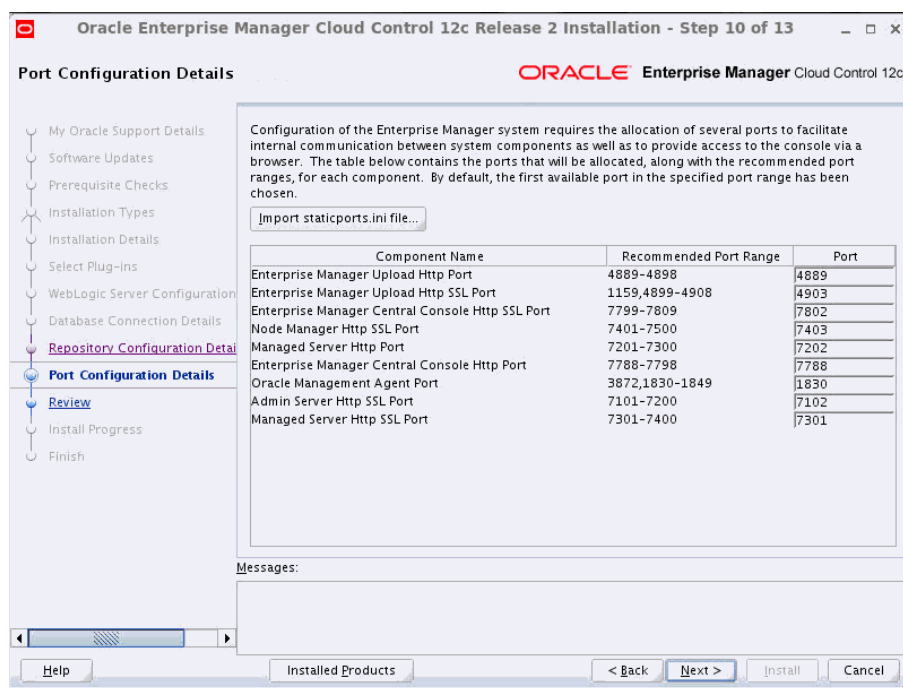 Oracle Enterprise Manager Cloud Control 12c Release 2 Installation - Step 10 of 13
Port Configuration Details
ORACLE Enterprise Manager Cloud Control 12c
My Oracle Support Details
Software Updates
Prerequisite Checks
Installation Types
Installation Details
Select Plug-ins
WebLogic Server Configuration
Database Connection Details
Repository Configuration Detai
Port Configuration Details
Review
Install Progress
Finish
Configuration of the Enterprise Manager system requires the allocation of several ports to facilitate
internal communication between system components as well as to provide access to the console via a
browser. The table below contains the ports that will be allocated, along with the recommended port
ranges, for each component. By default, the first available port in the specified port range has been
chosen.
Import staticports.ini file...
Component Name Recommended Port Range Port
Enterprise Manager Upload Http Port 4889-4898 4889
Enterprise Manager Upload Http SSL Port 1159,4899-4908 4903
Enterprise Manager Central Console Http SSL Port 7799-7809 7802
Node Manager Http SSL Port 7401-7500 7403
Managed Server Http Port 7201-7300 7202
Enterprise Manager Central Console Http Port 7788-7798 7788
Oracle Management Agent Port 3872,1830-1849 1830
Admin Server Http SSL Port 7101-7200 7102
Managed Server Http SSL Port 7301-7400 7301
Messages:
Help Installed Products < Back Next > Install Cancel